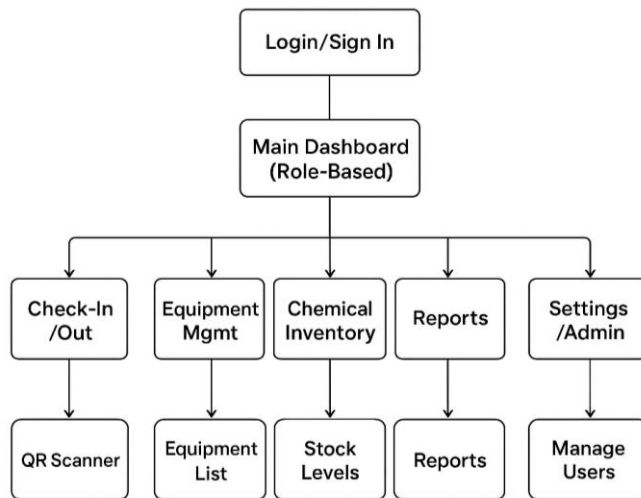 Login/Sign In
Main Dashboard
(Role-Based)
Check-In
/Out
Equipment
Mgmt
Chemical
Inventory
Reports
Settings
/Admin
QR Scanner
Equipment
List
Stock
Levels
Reports
Manage
Users